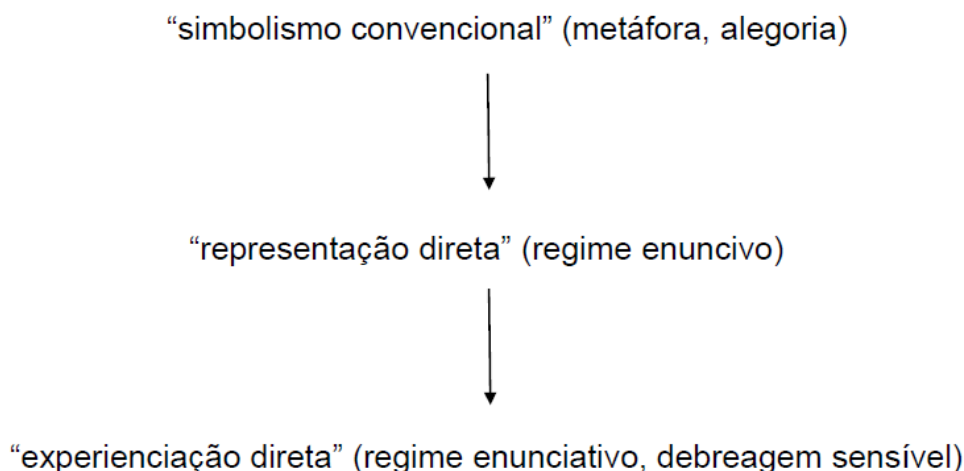 “simbolismo convencional” (metáfora, alegoria)
“representação direta” (regime enuncivo)
“experienciação direta” (regime enunciativo, debreagem sensível)